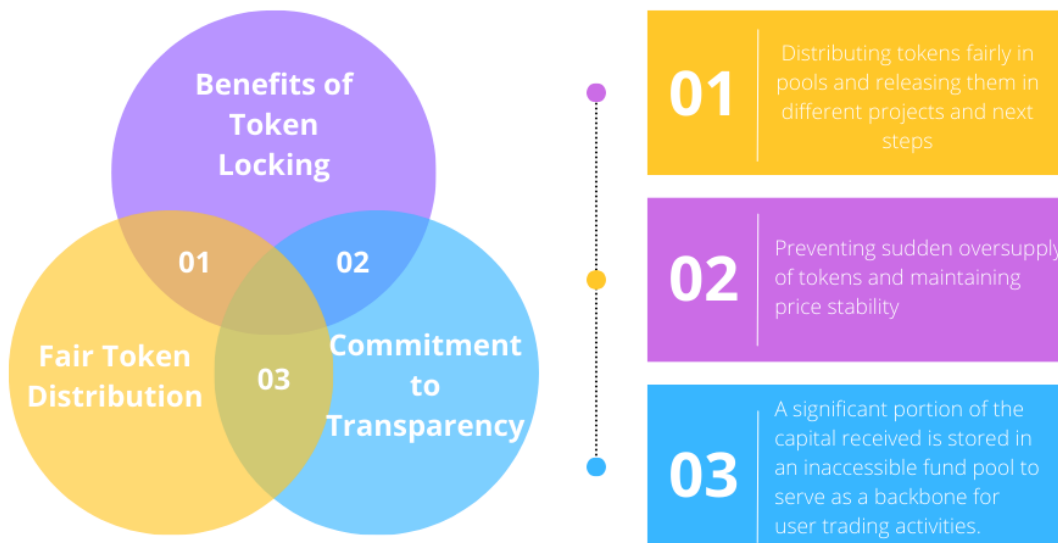 Benefits of
Token
Locking
01
02
Fair Token
Distribution
03
Commitment
to
Transparency
01
Distributing tokens fairly in
pools and releasing them in
different projects and next
steps
02
Preventing sudden oversupply
of tokens and maintaining
price stability
03
A significant portion of the
capital received is stored in
an inaccessible fund pool to
serve as a backbone for
user trading activities.